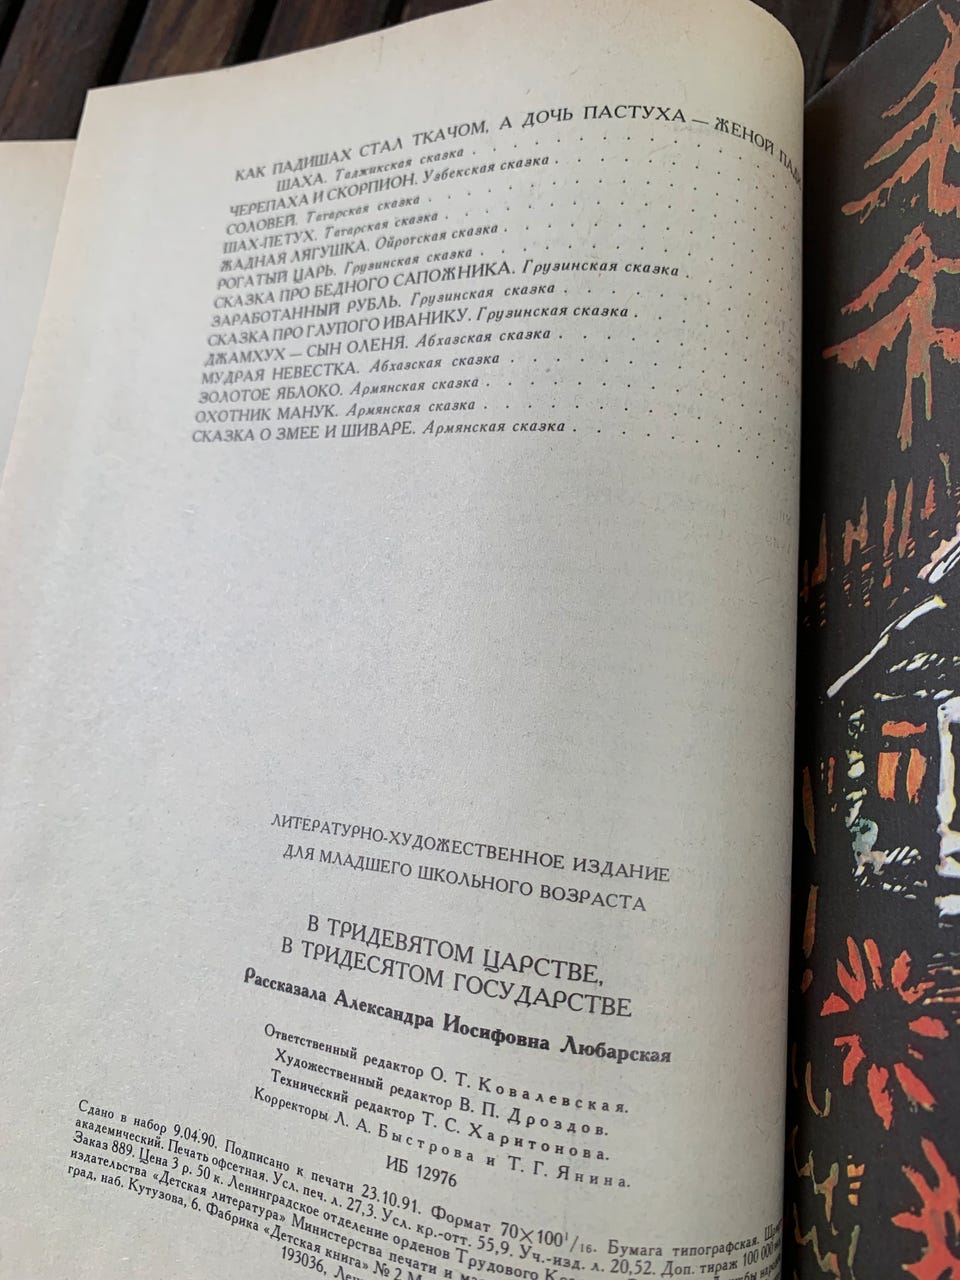 КАК ПАДИШАХ СТАЛ ТКАЧОМ, А ДОЧЬ ПАСТУХА — ЖЕНОЙ
ШАХА. Таджикская сказка
ЧЕРЕПАХА И СКОРПИОН. Узбекская сказка
СОЛОВЕЙ. Татарская сказка
ШАХ-ПЕТУХ. Татарская сказка
ЖАДНАЯ ЛЯГУШКА. Ойротская сказка
РОГАТЫЙ ЦАРЬ. Грузинская сказка
СКАЗКА ПРО БЕДНОГО САПОЖНИКА. Грузинская сказка
ЗАРАБОТАННЫЙ РУБЛЬ. Грузинская сказка
СКАЗКА ПРО ГЛУПОГО ИВАНИКУ. Грузинская сказка
ДЖАМХУХ — СЫН ОЛЕНЯ. Абхазская сказка
МУДРАЯ НЕВЕСТКА. Абхазская сказка
ЗОЛОТОЕ ЯБЛОКО. Армянская сказка
ОХОТНИК МАНУК. Армянская сказка
СКАЗКА О ЗМЕЕ И ШИВАРЕ. Армянская сказка
ЛИТЕРАТУРНО-ХУДОЖЕСТВЕННОЕ ИЗДАНИЕ
ДЛЯ МЛАДШЕГО ШКОЛЬНОГО ВОЗРАСТА
В ТРИДЕВЯТОМ ЦАРСТВЕ,
В ТРИДЕСЯТОМ ГОСУДАРСТВЕ
Рассказала Александра Иосифовна Любарская
Ответственный редактор О. Т. Ковалевская.
Художественный редактор В. П. Дроздов.
Технический редактор Т. С. Харитонова.
Корректоры Л. А. Быстрова и Т. Г. Янина.
ИБ 12976
Сдано в набор 9.04.90. Подписано к печати 23.10.91. Формат 70×100¹/₁₆. Бумага типографская.
академический. Печать офсетная. Усл. печ. л. 27,3. Усл. кр.-отт. 55,9. Уч.-изд. л. 20,52. Доп. тираж 100 000
Заказ 889. Цена 3 р. 50 к. Ленинградское отделение орденов Трудового
издательства «Детская литература» Министерства печати и
град, наб. Кутузова, 6. Фабрика «Детская книга» № 2
193036,